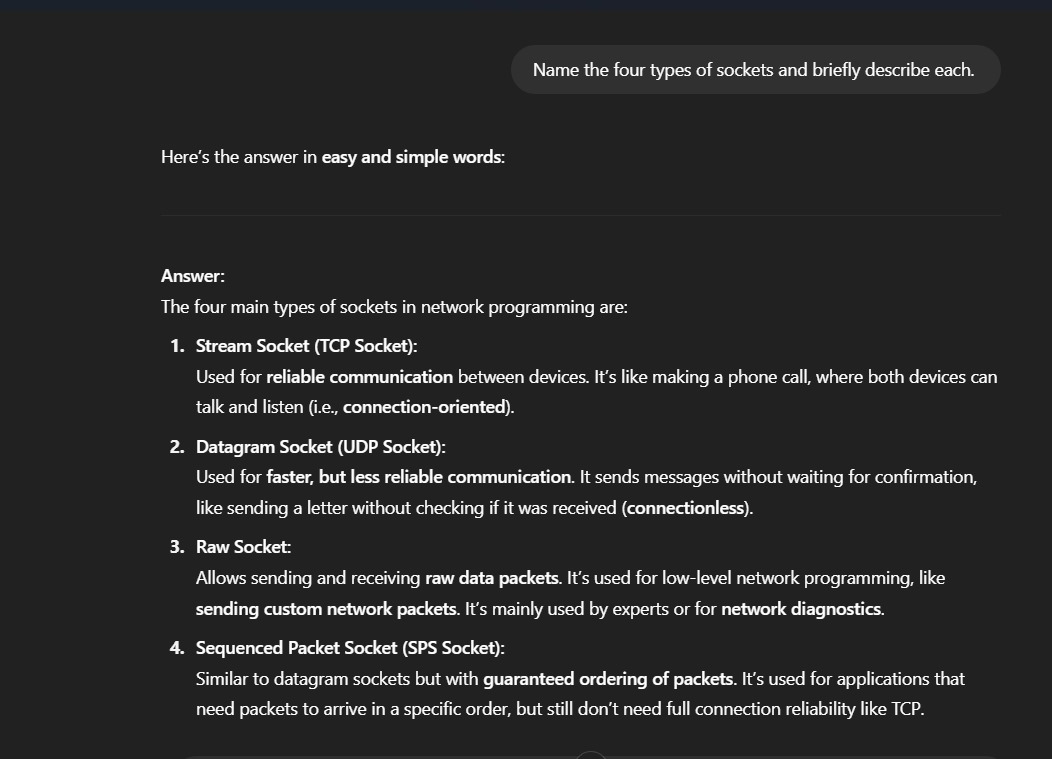 Name the four types of sockets and briefly describe each.
Here's the answer in easy and simple words:
Answer:
The four main types of sockets in network programming are:
1. Stream Socket (TCP Socket):
Used for reliable communication between devices. It's like making a phone call, where both devices can
talk and listen (i.e., connection-oriented).
2. Datagram Socket (UDP Socket):
Used for faster, but less reliable communication. It sends messages without waiting for confirmation,
like sending a letter without checking if it was received (connectionless).
3. Raw Socket:
Allows sending and receiving raw data packets. It's used for low-level network programming, like
sending custom network packets. It's mainly used by experts or for network diagnostics.
4. Sequenced Packet Socket (SPS Socket):
Similar to datagram sockets but with guaranteed ordering of packets. It's used for applications that
need packets to arrive in a specific order, but still don't need full connection reliability like TCP.